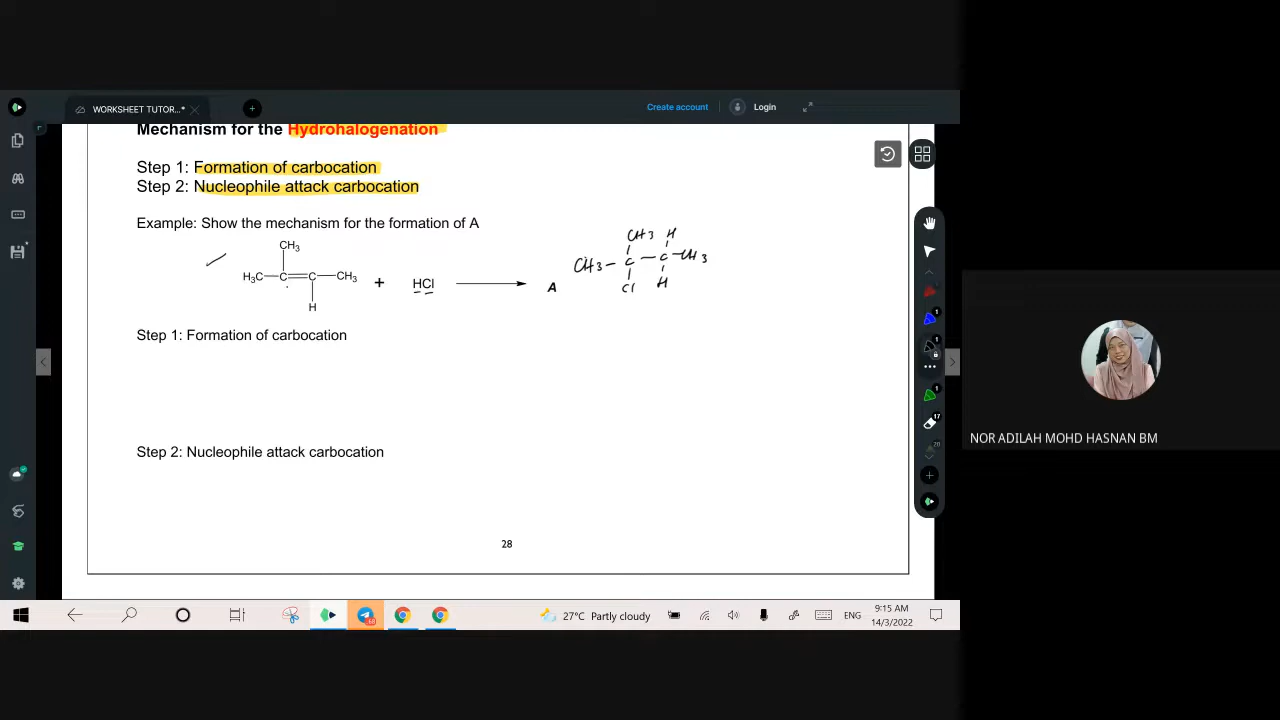 WORKSHEET TUTOR...*
Create account
Login
Mechanism for the Hydrohalogenation
Step 1: Formation of carbocation
Step 2: Nucleophile attack carbocation
Example: Show the mechanism for the formation of A
CH3 H
CH3
CH3 – C – C – CH3
H3C C C CH3 + HCl
A Cl H
H
Step 1: Formation of carbocation
NOR ADILAH MOHD HASNAN BM
Step 2: Nucleophile attack carbocation
28
27°C Partly cloudy
ENG
9:15 AM
14/3/2022